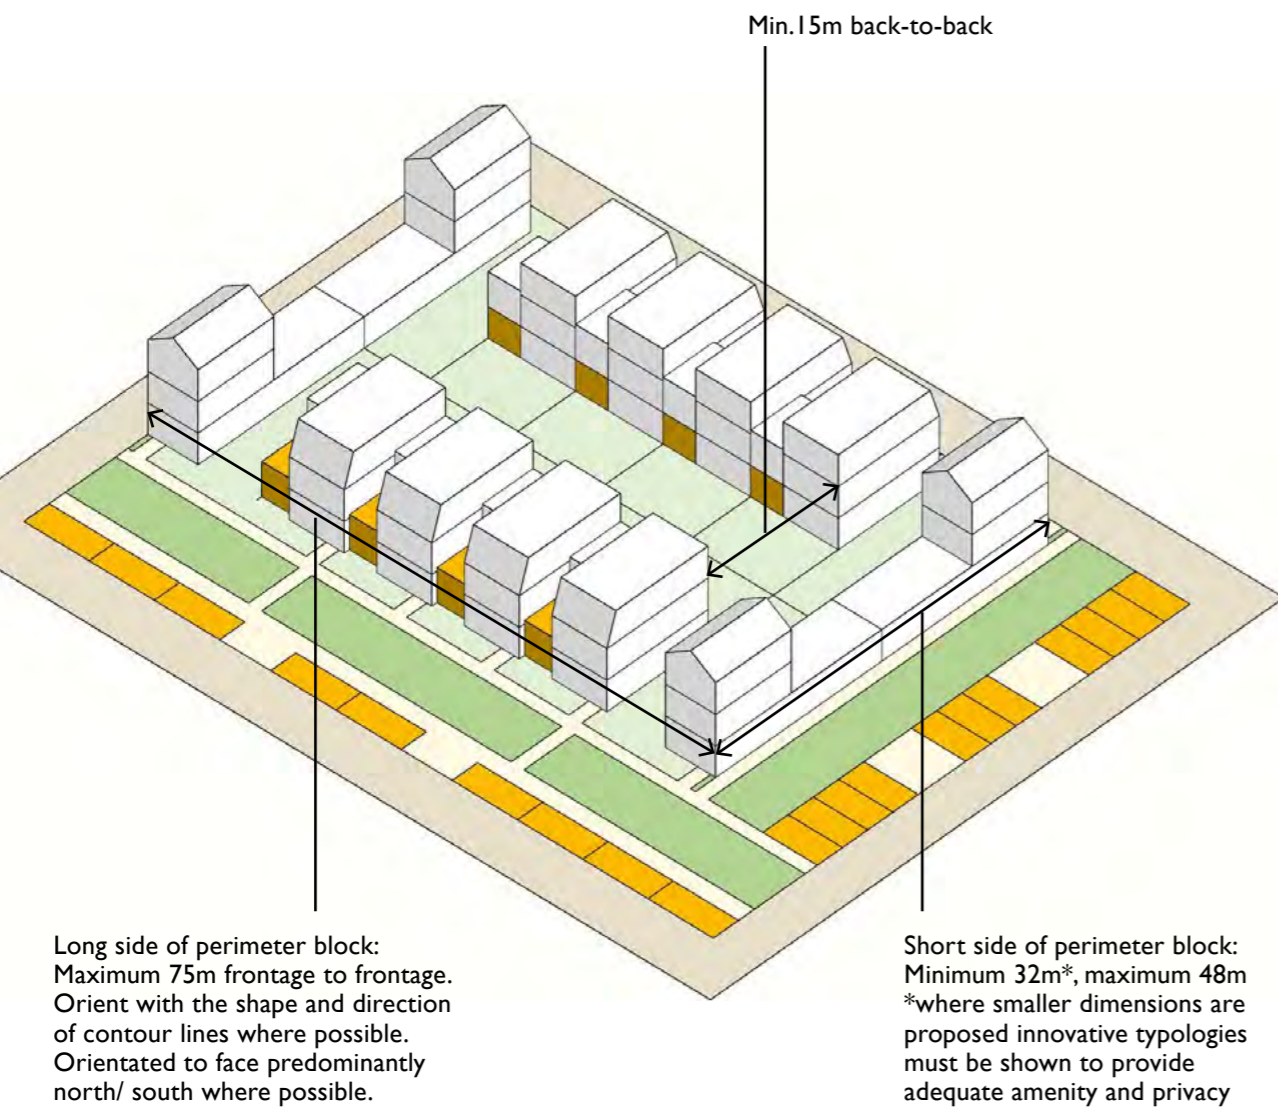 Min.15m back-to-back
Long side of perimeter block:
Maximum 75m frontage to frontage.
Orient with the shape and direction
of contour lines where possible.
Orientated to face predominantly
north/ south where possible.
Short side of perimeter block:
Minimum 32m*, maximum 48m
*where smaller dimensions are
proposed innovative typologies
must be shown to provide
adequate amenity and privacy